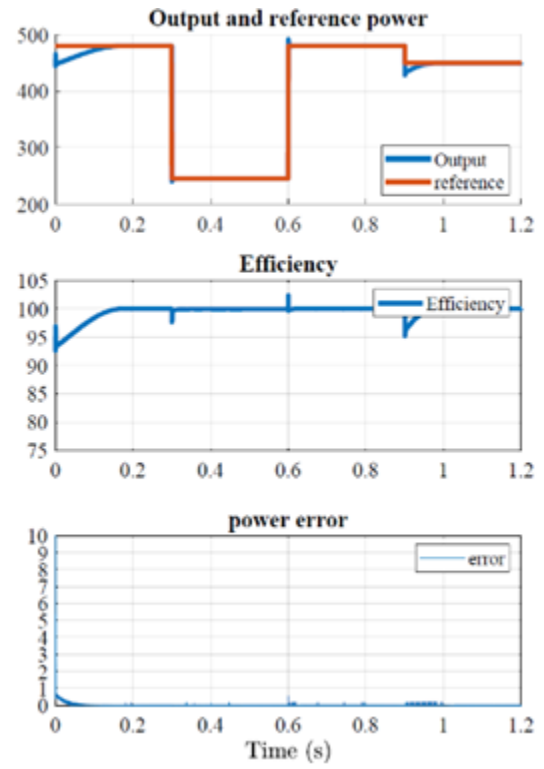 Output and reference power
500
400
300
200
Output
reference
0 0.2 0.4 0.6 0.8 1 1.2
Efficiency
105
100
95
90
85
80
75
Efficiency
0 0.2 0.4 0.6 0.8 1 1.2
power error
10
9
8
7
6
5
4
3
2
1
0
error
0 0.2 0.4 0.6 0.8 1 1.2
Time (s)